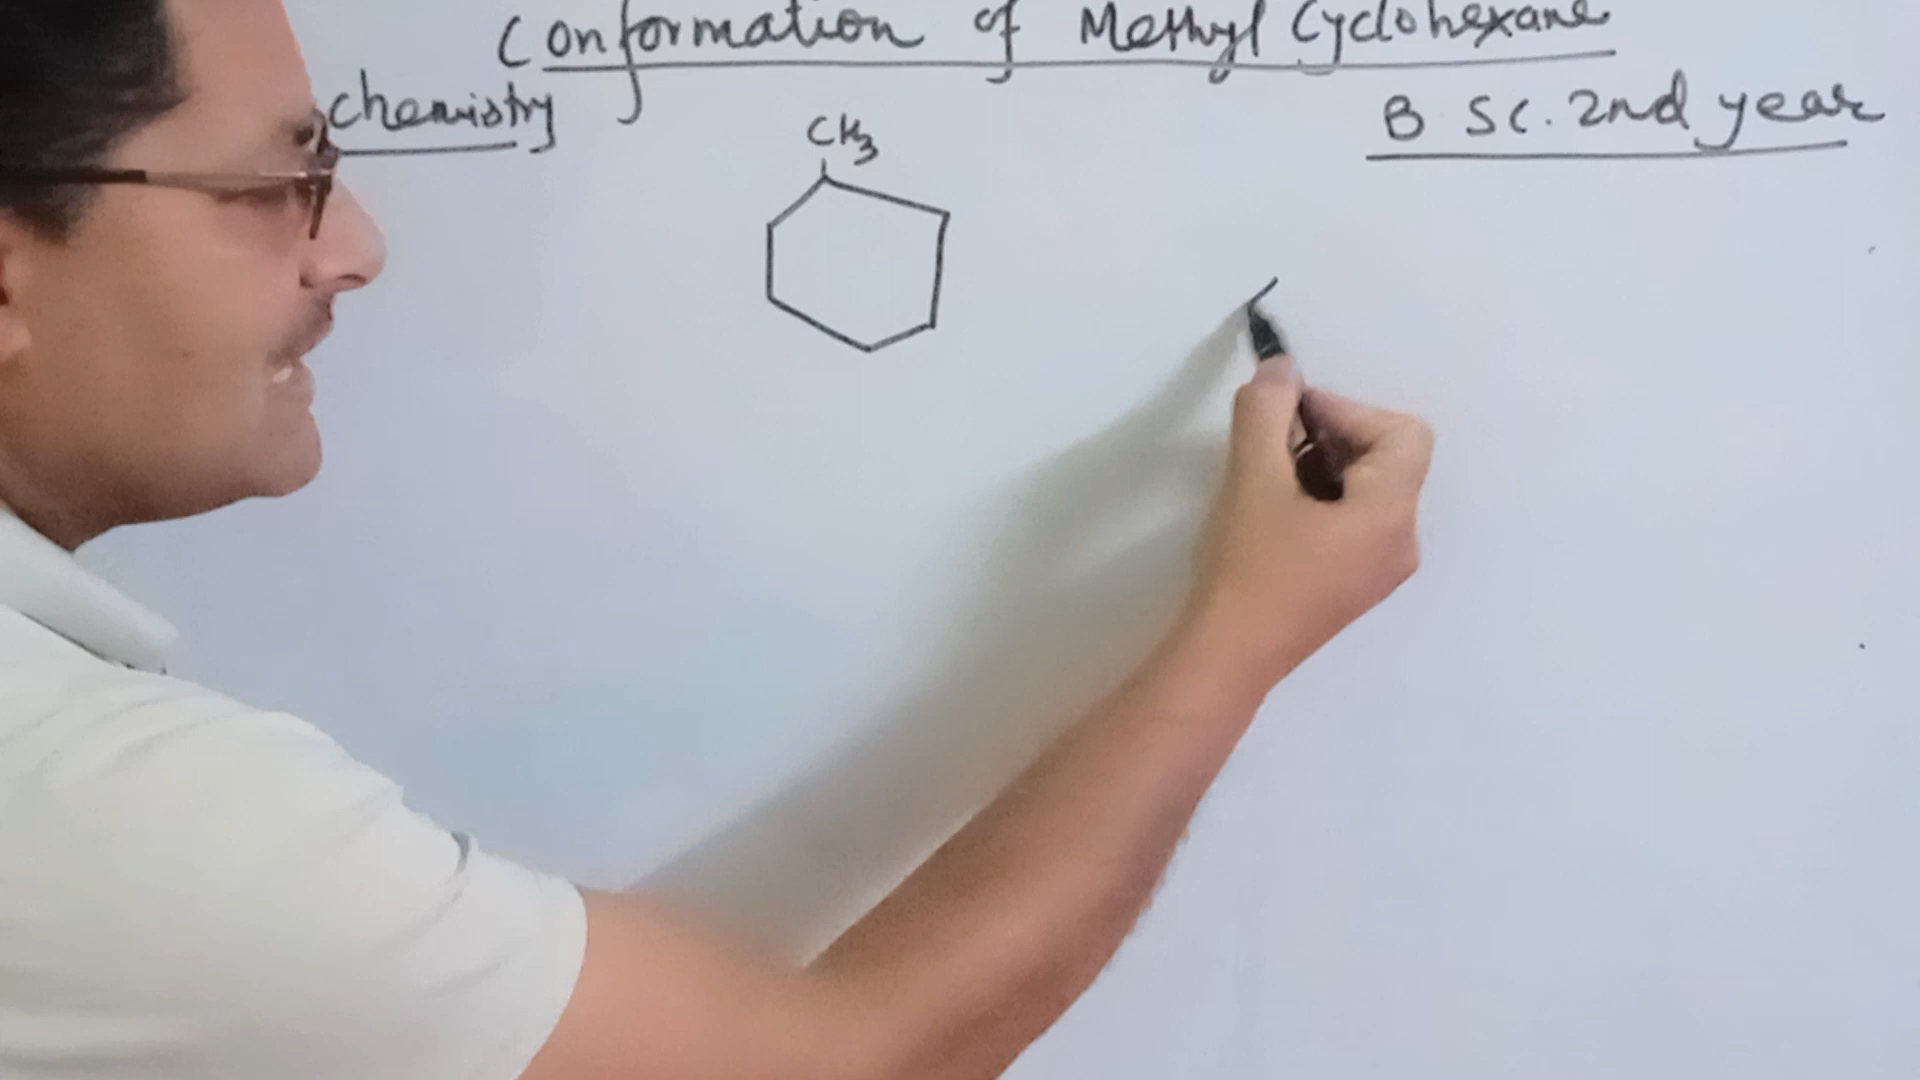 Conformation of Methyl Cyclohexane
chemistry
B. Sc. 2nd year
CH3